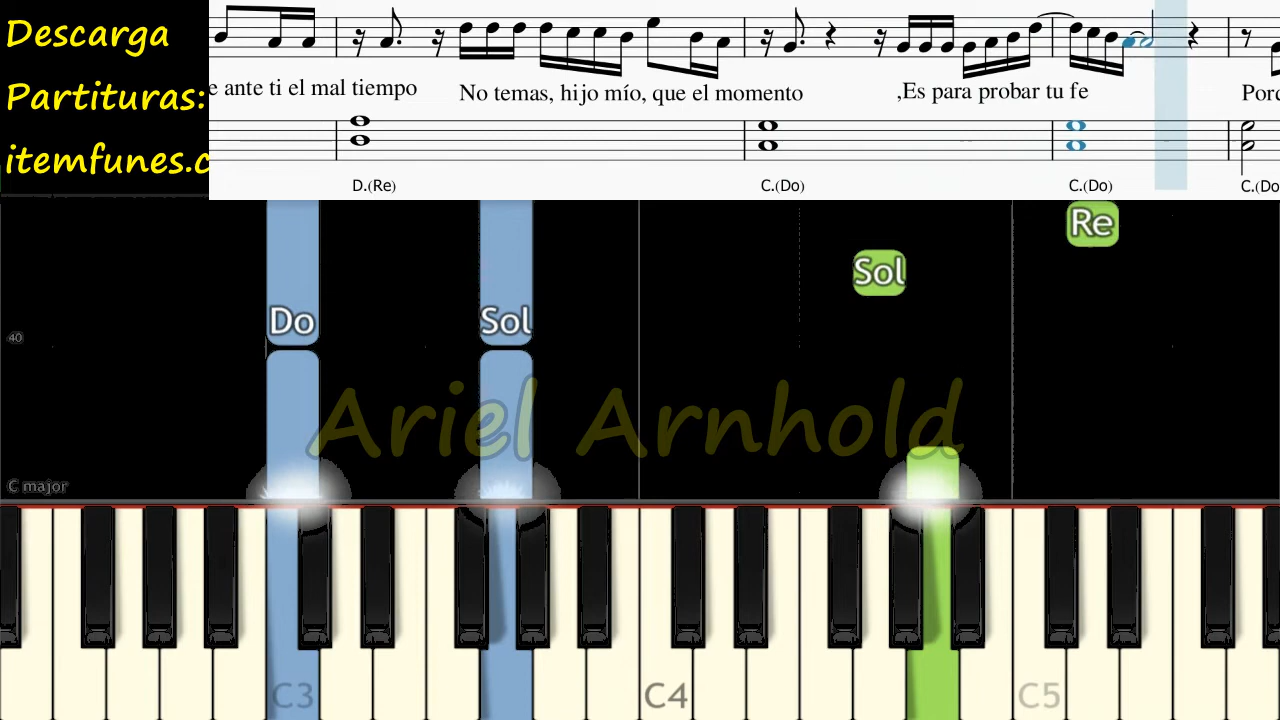 Descarga
Partituras:
itemfunes.c
e ante ti el mal tiempo
No temas, hijo mío, que el momento
,Es para probar tu fe
Porq
D.(Re)
C.(Do)
C.(Do)
C.(Do
Re
Sol
Do
Sol
40
Ariel Arnhold
C major
C3
C4
C5